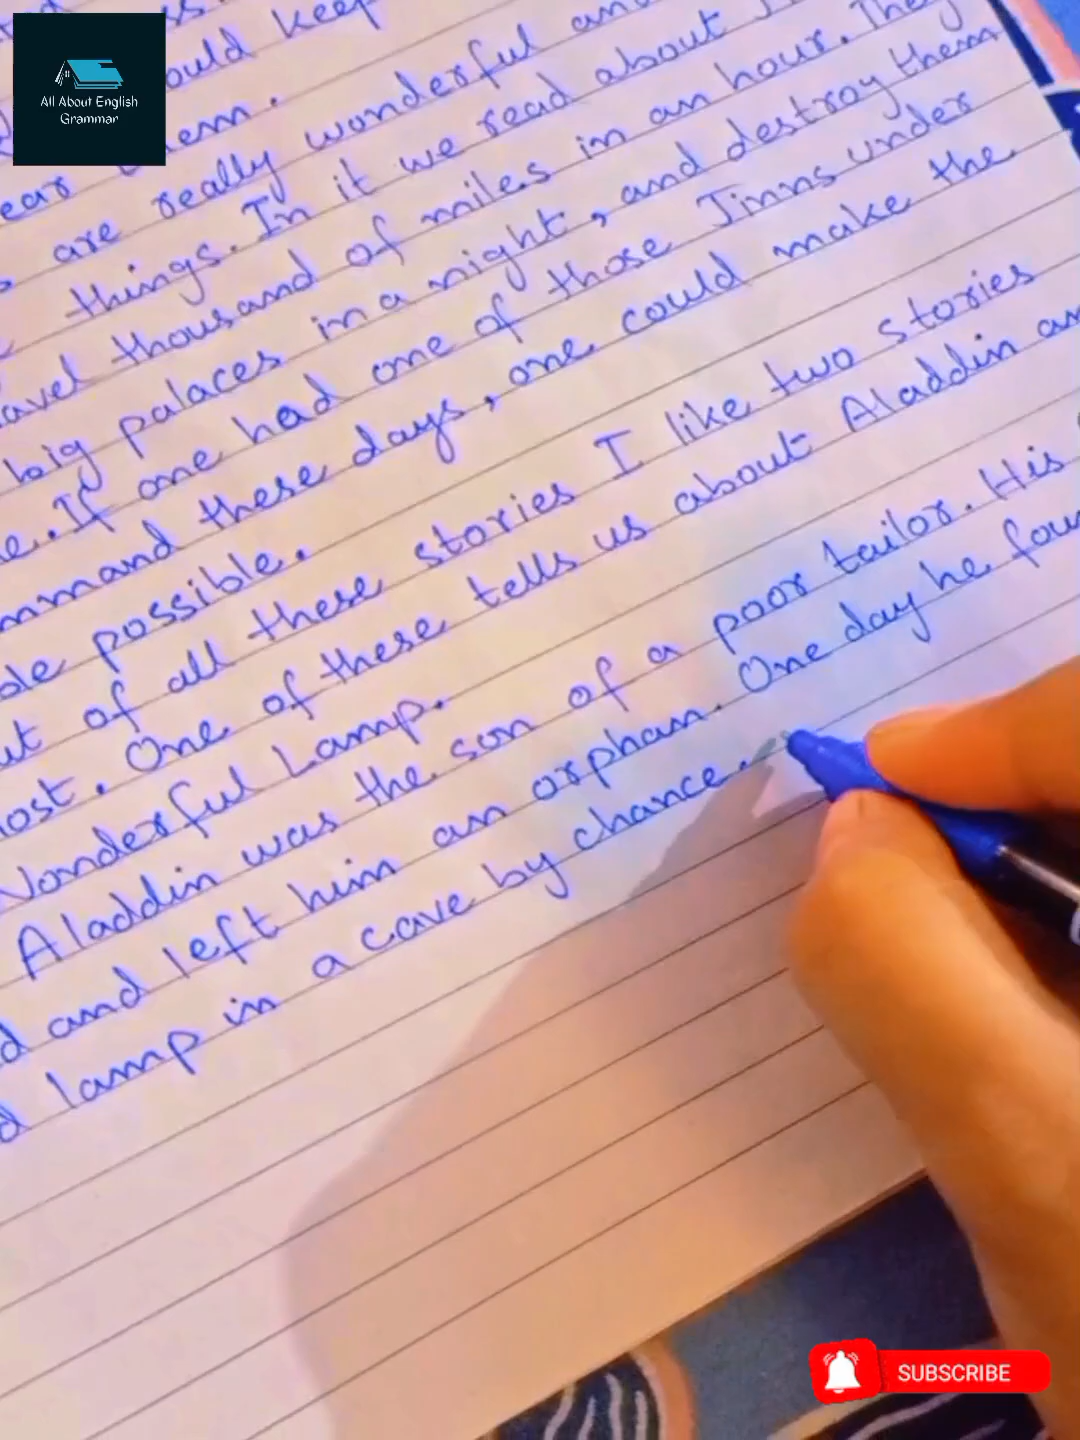 All About English
Grammar
ould keep
ear them.
are really wonderful and
things. In it we read about
avel thousand of miles in an hour. They
big palaces in a night, and destroy them
e. If one had one of those Jinns under
mmand these days, one could make the
ble possible.
ut of all these stories I like two stories
most. One of these tells us about Aladdin an
Wonderful Lamp.
Aladdin was the son of a poor tailor. His
d and left him an orphan. One day he fou
d lamp in a cave by chance.
SUBSCRIBE